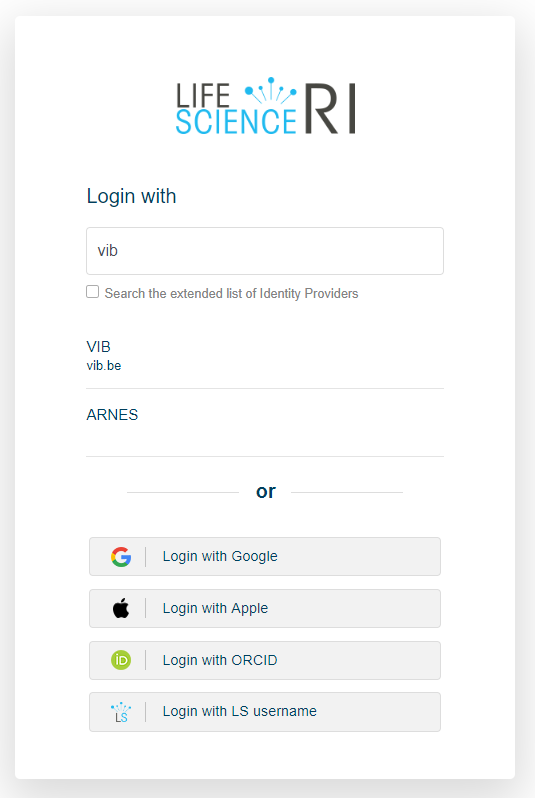 LIFE
SCIENCE RI
Login with
vib
Search the extended list of Identity Providers
VIB
vib.be
ARNES
or
Login with Google
Login with Apple
iD
Login with ORCID
LS
Login with LS username